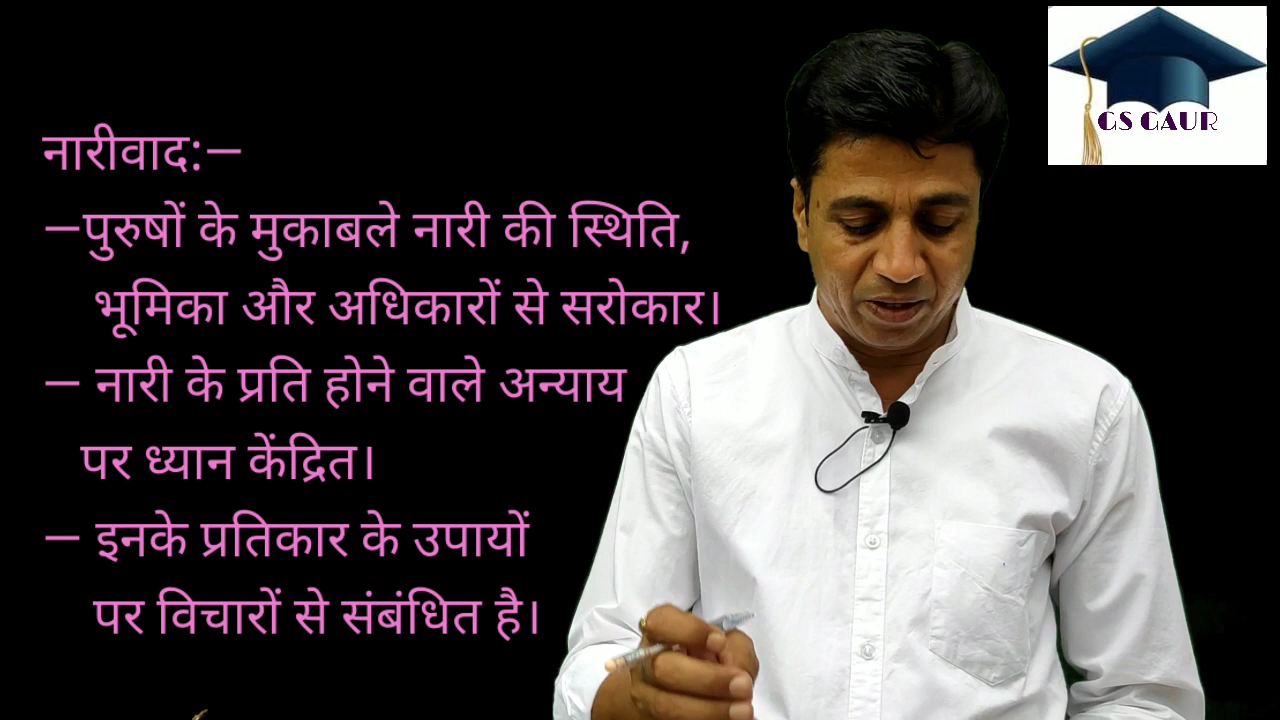 नारीवाद:—
—पुरुषों के मुकाबले नारी की स्थिति,
भूमिका और अधिकारों से सरोकार।
— नारी के प्रति होने वाले अन्याय
पर ध्यान केंद्रित।
— इनके प्रतिकार के उपायों
पर विचारों से संबंधित है।
GS GAUR